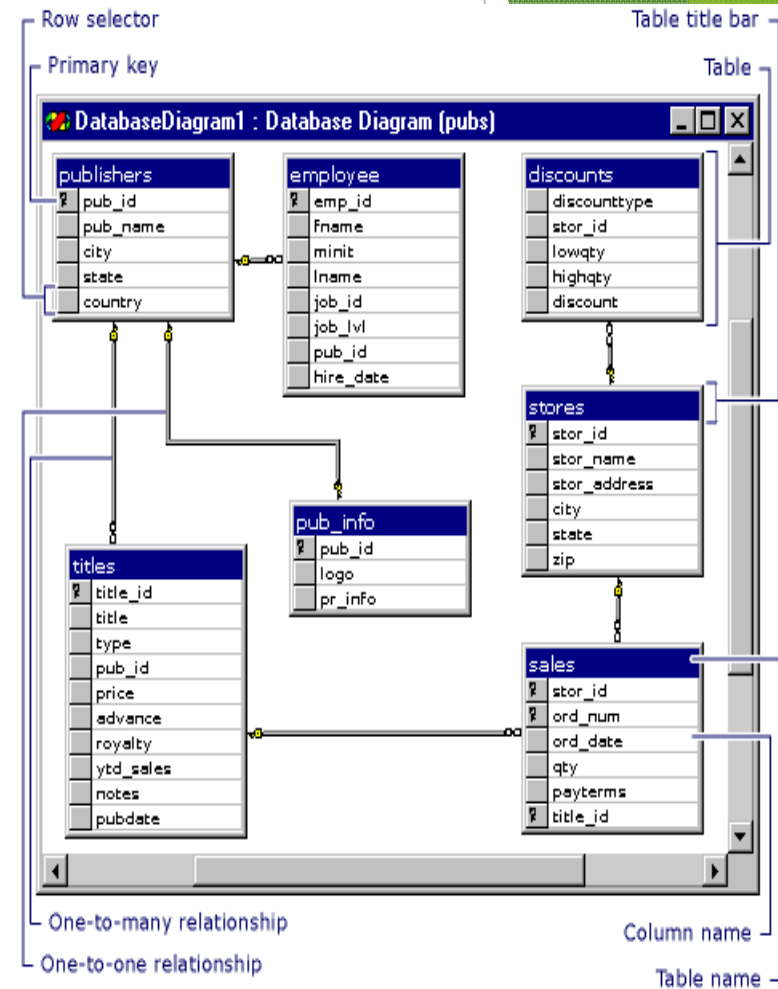 Row selector
Table title bar
Primary key
Table
DatabaseDiagram1 : Database Diagram (pubs)
publishers
pub_id
pub_name
city
state
country
employee
emp_id
fname
minit
lname
job_id
job_lvl
pub_id
hire_date
discounts
discounttype
stor_id
lowqty
highqty
discount
stores
stor_id
stor_name
stor_address
city
state
zip
pub_info
pub_id
logo
pr_info
titles
title_id
title
type
pub_id
price
advance
royalty
ytd_sales
notes
pubdate
sales
stor_id
ord_num
ord_date
qty
payterms
title_id
One-to-many relationship
Column name
One-to-one relationship
Table name